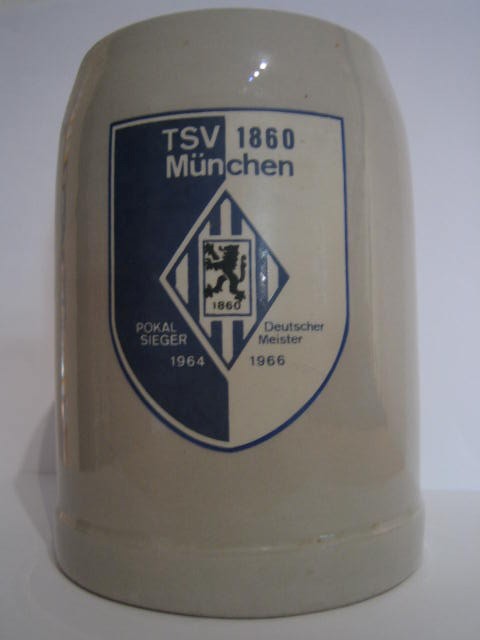 TSV 1860
München
1860
POKAL
SIEGER
1964
Deutscher
Meister
1966